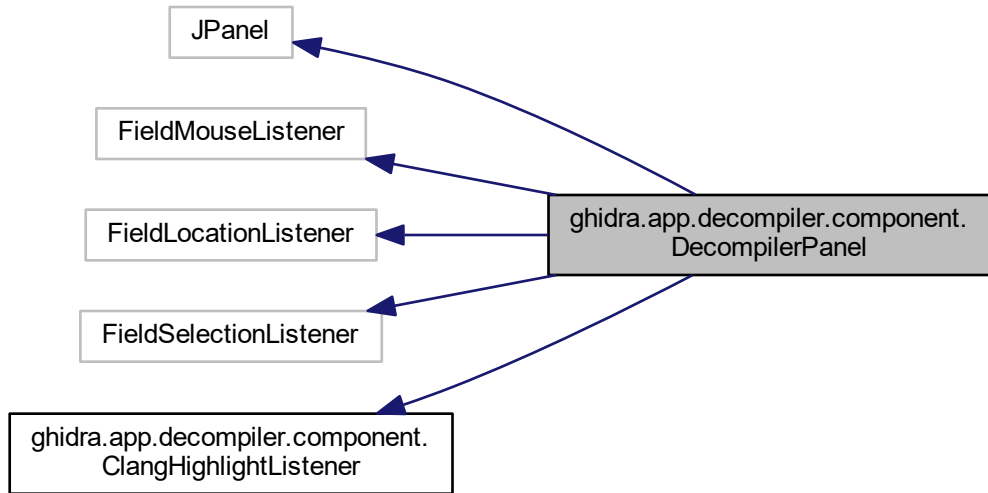 JPanel
FieldMouseListener
FieldLocationListener
FieldSelectionListener
ghidra.app.decompiler.component.
ClangHighlightListener
ghidra.app.decompiler.component.
DecompilerPanel